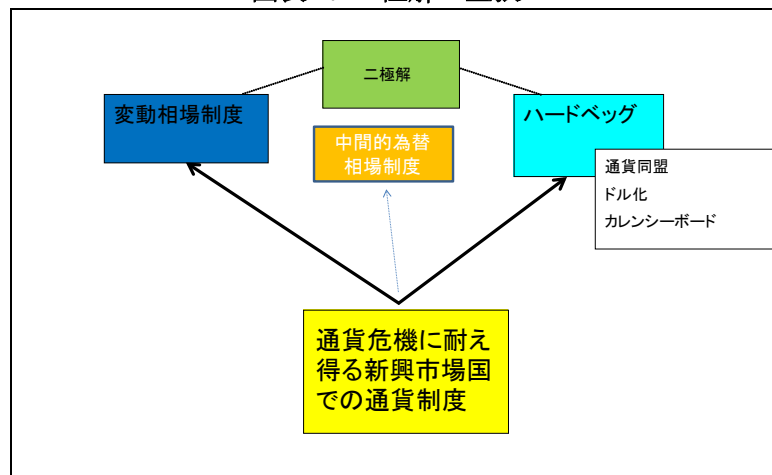 二極解
変動相場制度
ハードベッグ
中間的為替
相場制度
通貨同盟
ドル化
カレンシーボード
通貨危機に耐え
得る新興市場国
での通貨制度